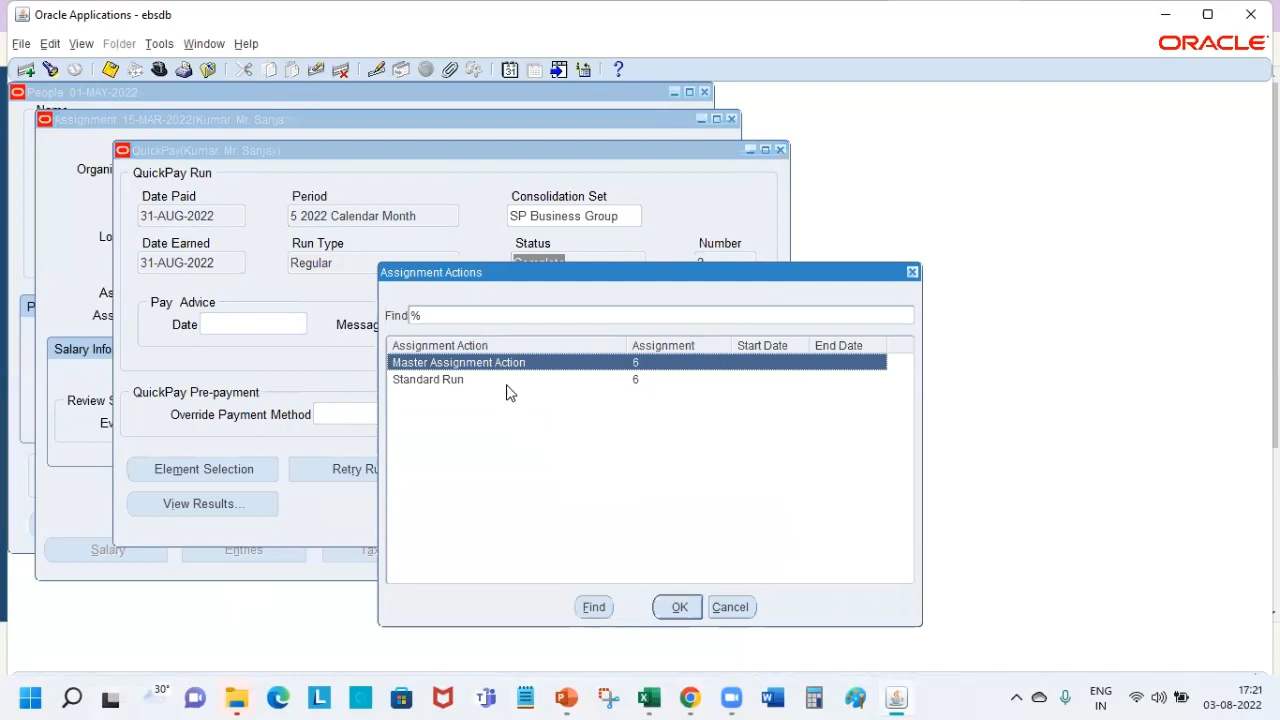 Oracle Applications - ebsdb
File Edit View Folder Tools Window Help
ORACLE
People: 01-MAY-2022
Name
Assignment: 15-MAR-2022(Kumar, Mr. Sanja
Organi
QuickPay(Kumar, Mr. Sanjay)
QuickPay Run
Date Paid Period Consolidation Set
31-AUG-2022 5 2022 Calendar Month SP Business Group
Lo
Date Earned Run Type Status Number
31-AUG-2022 Regular Complete
Assignment Actions
As
Ass
P
Pay Advice
Date Messag
Find %
Assignment Action Assignment Start Date End Date
Master Assignment Action 6
Standard Run 6
Salary Info
QuickPay Pre-payment
Review S
Override Payment Method
Ev
Element Selection Retry Ru
View Results...
Salary Entries Tax
Find OK Cancel
30°
ENG
IN
17:21
03-08-2022